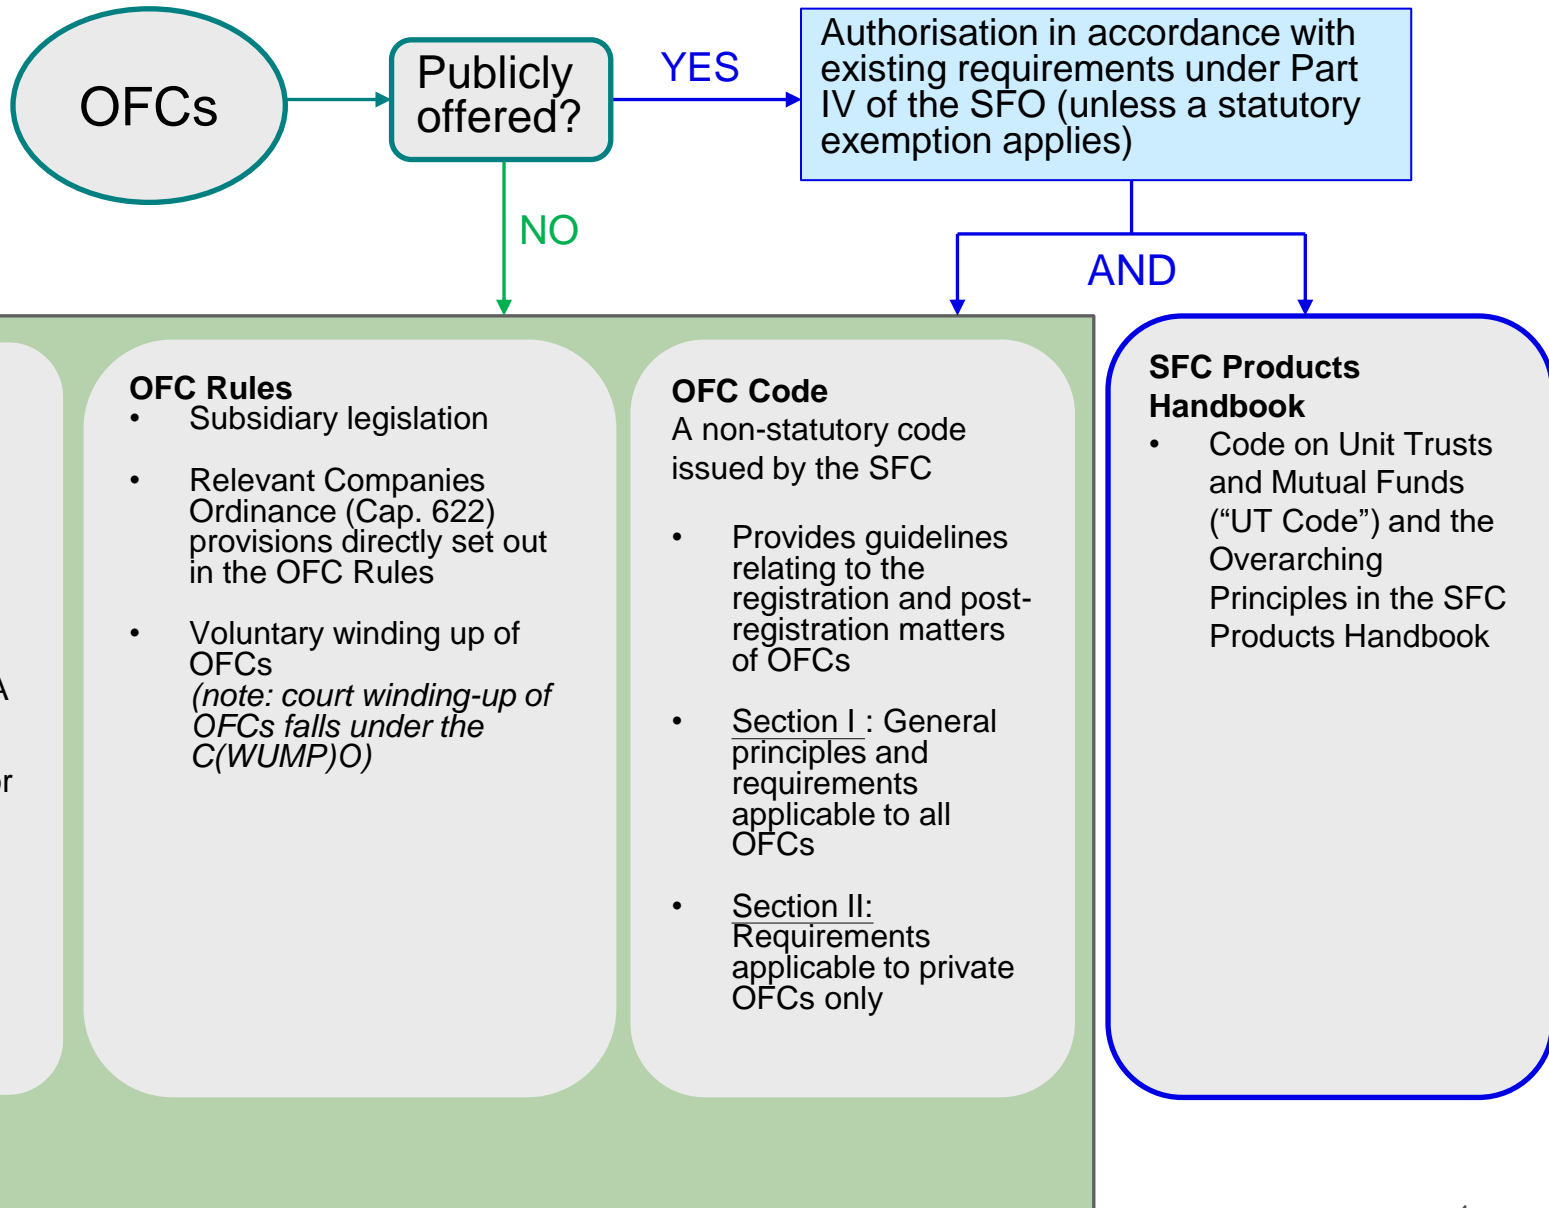 OFCs
Publicly
offered?
YES
Authorisation in accordance with
existing requirements under Part
IV of the SFO (unless a statutory
exemption applies)
NO
AND
OFC Rules
• Subsidiary legislation
• Relevant Companies
Ordinance (Cap. 622)
provisions directly set out
in the OFC Rules
• Voluntary winding up of
OFCs
(note: court winding-up of
OFCs falls under the
C(WUMP)O)
OFC Code
A non-statutory code
issued by the SFC
• Provides guidelines
relating to the
registration and post-
registration matters
of OFCs
• Section I : General
principles and
requirements
applicable to all
OFCs
• Section II:
Requirements
applicable to private
OFCs only
SFC Products
Handbook
• Code on Unit Trusts
and Mutual Funds
(“UT Code”) and the
Overarching
Principles in the SFC
Products Handbook